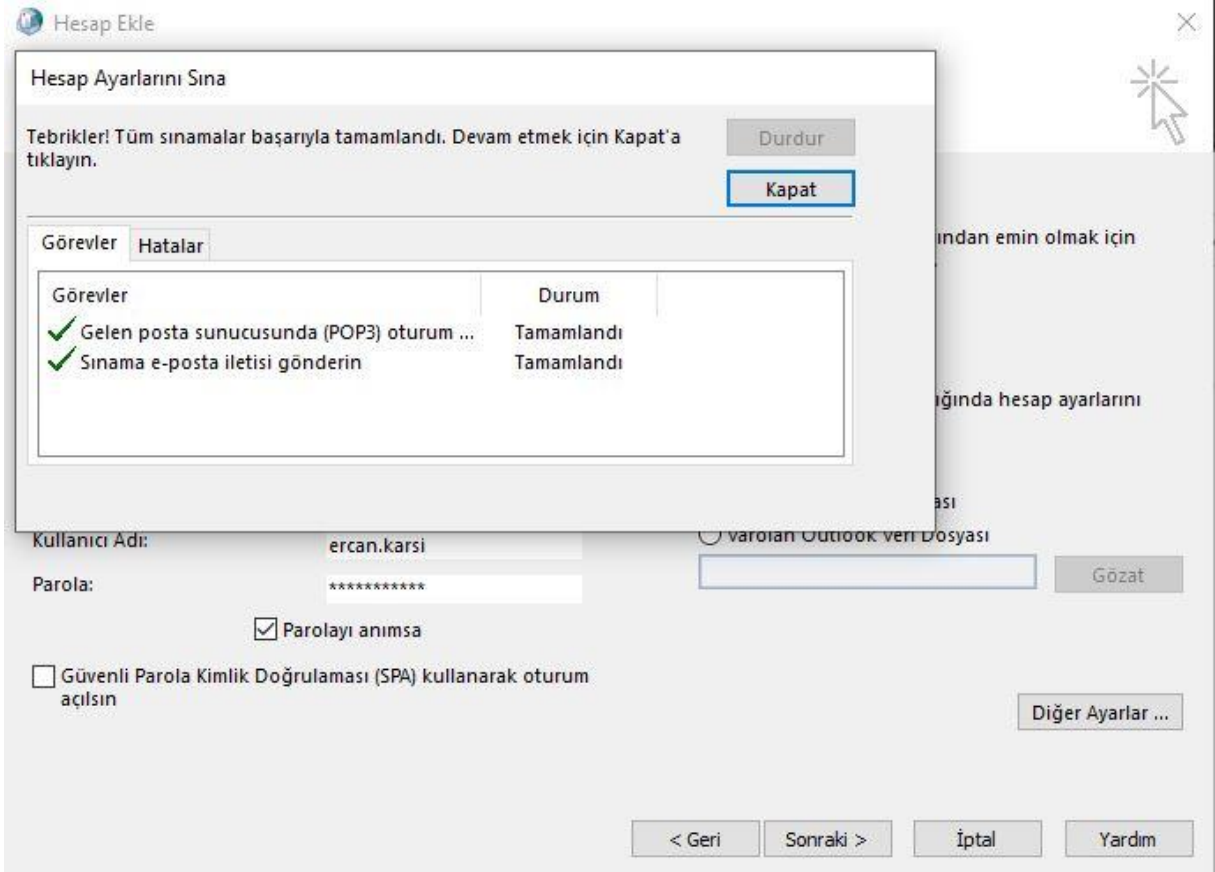 Hesap Ekle
Hesap Ayarlarını Sına
Tebrikler! Tüm sınamalar başarıyla tamamlandı. Devam etmek için Kapat'a
tıklayın.
Durdur
Kapat
Görevler Hatalar
Görevler Durum
Gelen posta sunucusunda (POP3) oturum ... Tamamlandı
Sınama e-posta iletisi gönderin Tamamlandı
emin olmak için
hesap ayarlarını
Kullanıcı Adı: ercan.karsi
Varolan Outlook Veri Dosyası
Parola: ***********
Gözat
Parolayı anımsa
Güvenli Parola Kimlik Doğrulaması (SPA) kullanarak oturum
açılsın
Diğer Ayarlar ...
< Geri Sonraki > İptal Yardım